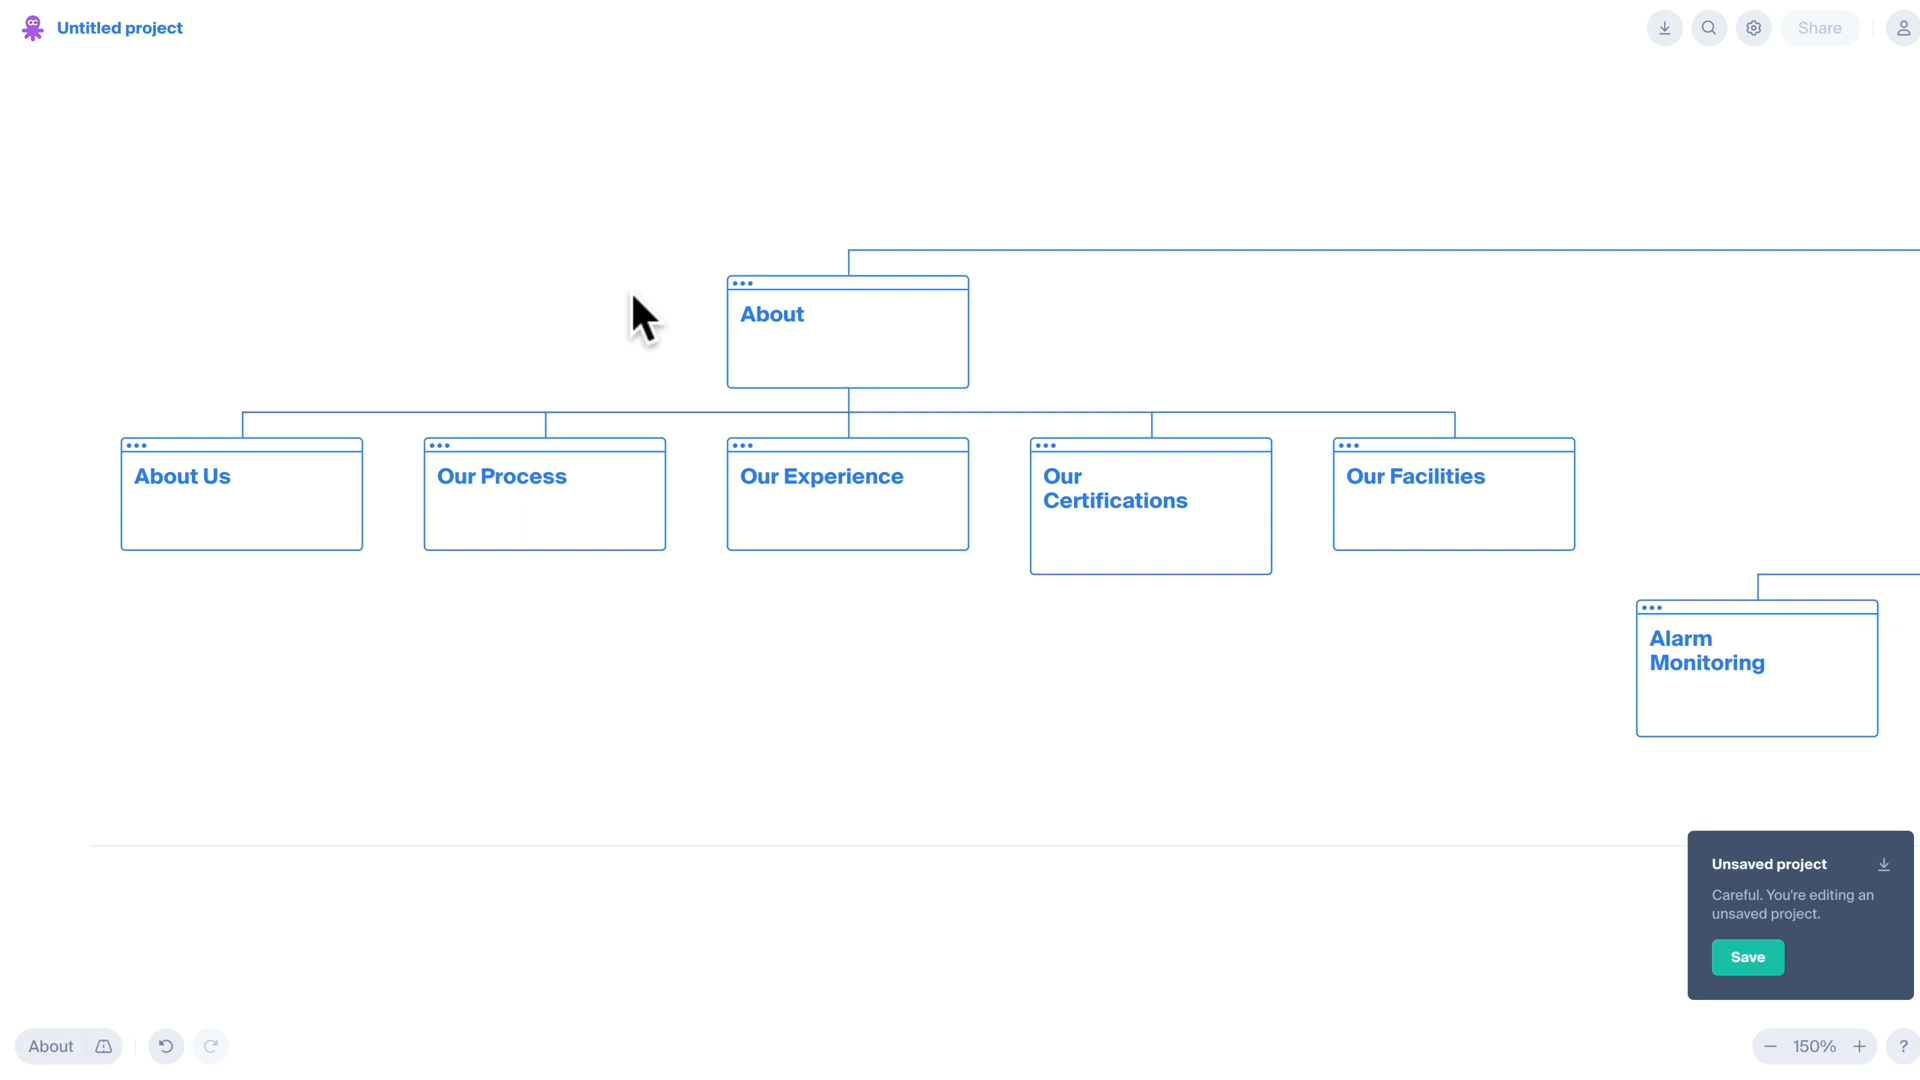 Untitled project
Share
About
About Us
Our Process
Our Experience
Our
Certifications
Our Facilities
Alarm
Monitoring
Unsaved project
Careful. You're editing an
unsaved project.
Save
About
150%
?